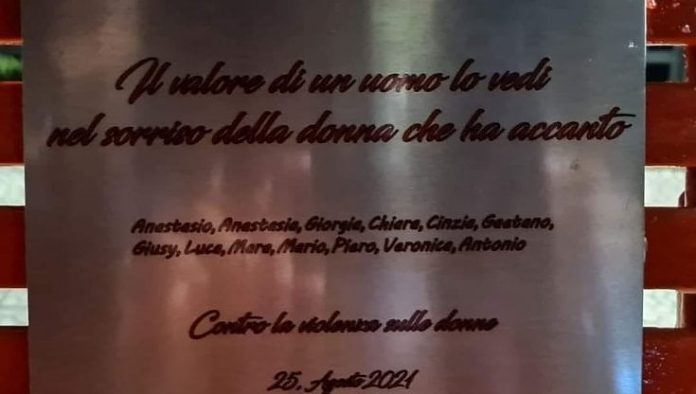 Il valore di un uomo lo vedi
nel sorriso della donna che ha accanto
Anastasio, Anastasia, Giorgia, Chiara, Cinzia, Gaetano,
Giusy, Luca, Mara, Mario, Piero, Veronica, Antonio
Contro la violenza sulle donne
25, Agosto 2021